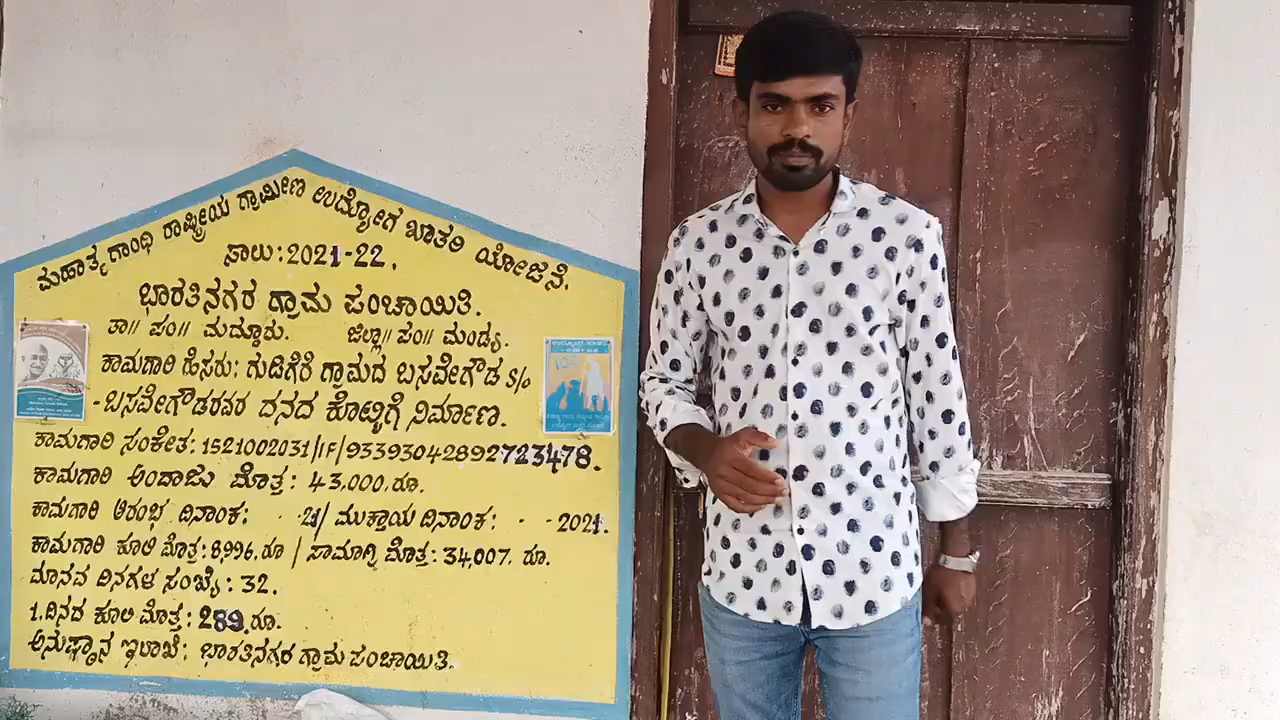 ಮಹಾತ್ಮ ಗಾಂಧಿ ರಾಷ್ಟ್ರೀಯ ಗ್ರಾಮೀಣ ಉದ್ಯೋಗ ಖಾತರಿ ಯೋಜನೆ.
ಸಾಲು: 2021-22.
ಭಾರತಿನಗರ ಗ್ರಾಮ ಪಂಚಾಯಿತಿ.
ತಾ|| ಪಂ|| ಮದ್ದೂರು. ಜಿಲ್ಲಾ|| ಪಂ|| ಮಂಡ್ಯ.
ಕಾಮಗಾರಿ ಹೆಸರು: ಗುಡಿಗೆರೆ ಗ್ರಾಮದ ಬಸವೇಗೌಡ S/o
-ಬಸವೇಗೌಡರವರ ದನದ ಕೊಟ್ಟಿಗೆ ನಿರ್ಮಾಣ.
ಕಾಮಗಾರಿ ಸಂಕೇತ: 1521002031/IF/93393042892723478.
ಕಾಮಗಾರಿ ಅಂದಾಜು ಮೊತ್ತ: 43,000.ರೂ.
ಕಾಮಗಾರಿ ಆರಂಭ ದಿನಾಂಕ: - -21/ ಮುಕ್ತಾಯ ದಿನಾಂಕ: - - 2021.
ಕಾಮಗಾರಿ ಕೂಲಿ ಮೊತ್ತ: 8,996.ರೂ / ಸಾಮಾಗ್ರಿ ಮೊತ್ತ: 34,007. ರೂ.
ಮಾನವ ದಿನಗಳ ಸಂಖ್ಯೆ: 32.
1.ದಿನದ ಕೂಲಿ ಮೊತ್ತ: 289.ರೂ.
ಅನುಷ್ಠಾನ ಇಲಾಖೆ: ಭಾರತಿನಗರ ಗ್ರಾಮ ಪಂಚಾಯಿತಿ.